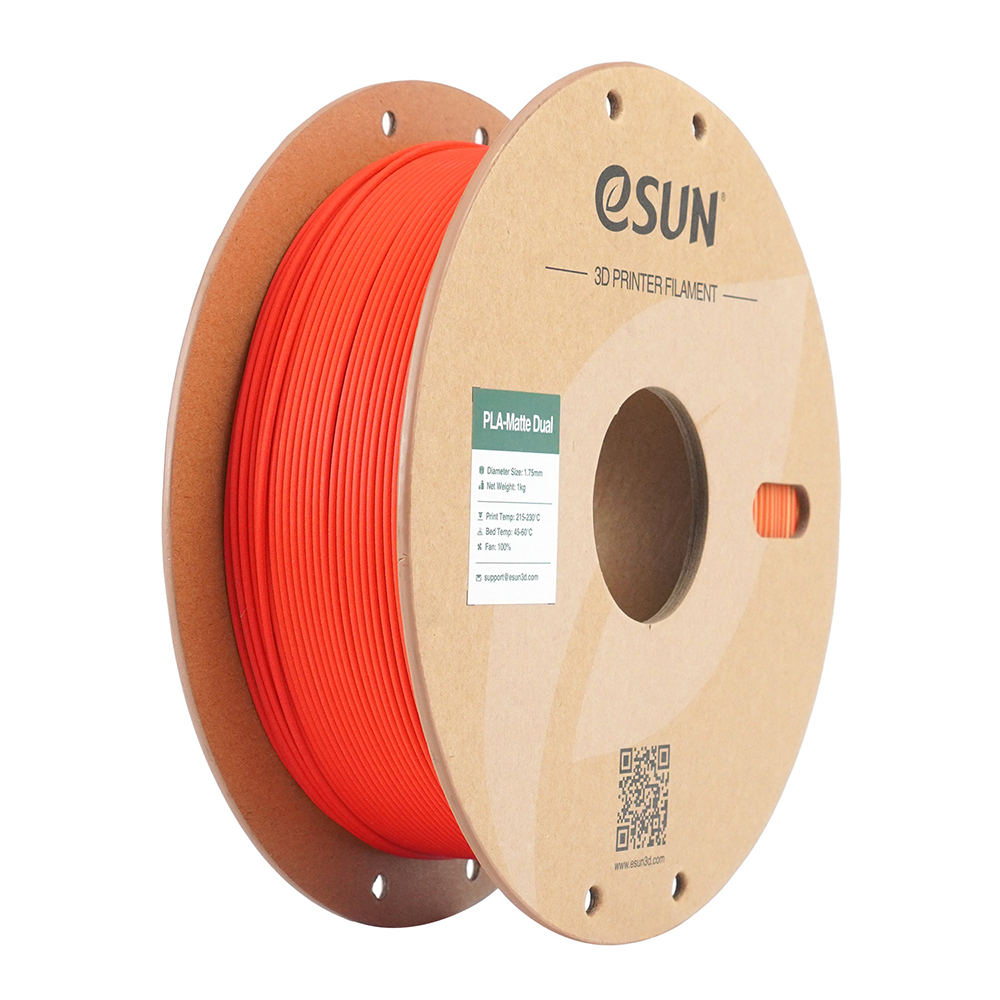 eSUN®
3D PRINTER FILAMENT
PLA-Matte Dual
Diameter Size: 1.75mm
Net Weight: 1kg
Print Temp: 215-230°C
Bed Temp: 45-60°C
Fan: 100%
support@esun3d.com
www.esun3d.com